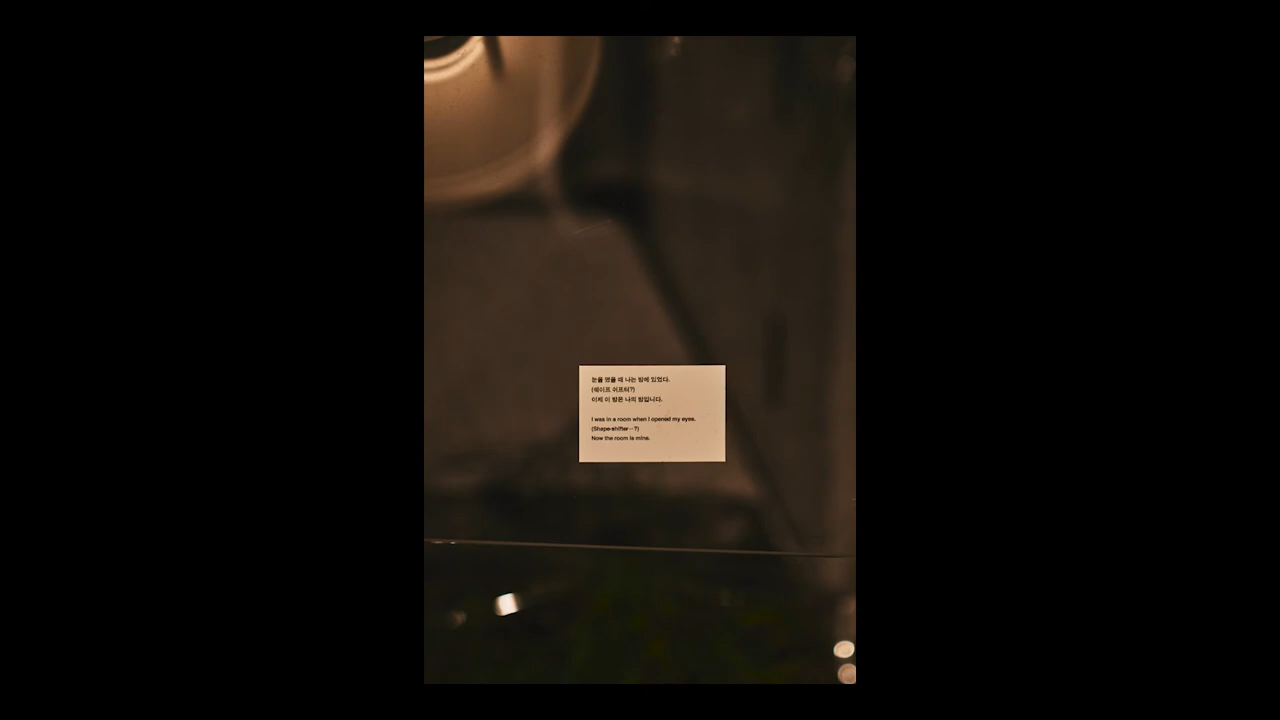 눈을 떴을 때 나는 방에 있었다.
(쉐이프 쉬프터?)
이제 이 방은 나의 방입니다.
I was in a room when I opened my eyes.
(Shape-shifter—?)
Now the room is mine.